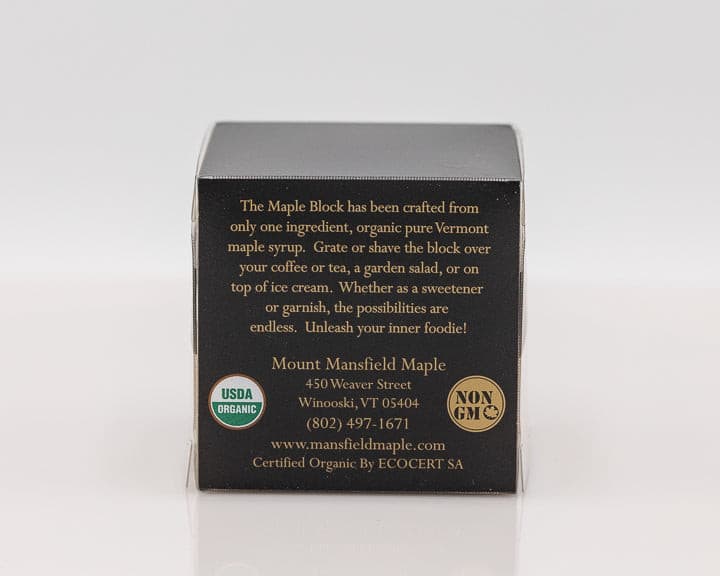 The Maple Block has been crafted from
only one ingredient, organic pure Vermont
maple syrup. Grate or shave the block over
your coffee or tea, a garden salad, or on
top of ice cream. Whether as a sweetener
or garnish, the possibilities are
endless. Unleash your inner foodie!
Mount Mansfield Maple
450 Weaver Street
Winooski, VT 05404
(802) 497-1671
www.mansfieldmaple.com
Certified Organic By ECOCERT SA
USDA
ORGANIC
NON
GM